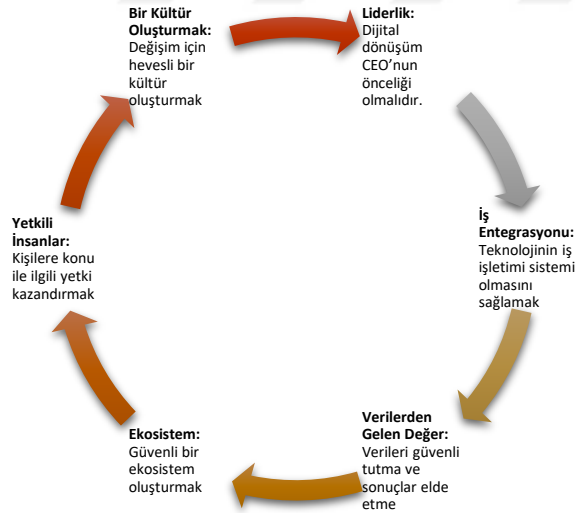 Bir Kültür
Oluşturmak:
Değişim için
hevesli bir
kültür
oluşturmak
Liderlik:
Dijital
dönüşüm
CEO’nun
önceliği
olmalıdır.
İş
Entegrasyonu:
Teknolojinin iş
işletimi sistemi
olmasını
sağlamak
Verilerden
Gelen Değer:
Verileri güvenli
tutma ve
sonuçlar elde
etme
Ekosistem:
Güvenli bir
ekosistem
oluşturmak
Yetkili
İnsanlar:
Kişilere konu
ile ilgili yetki
kazandırmak